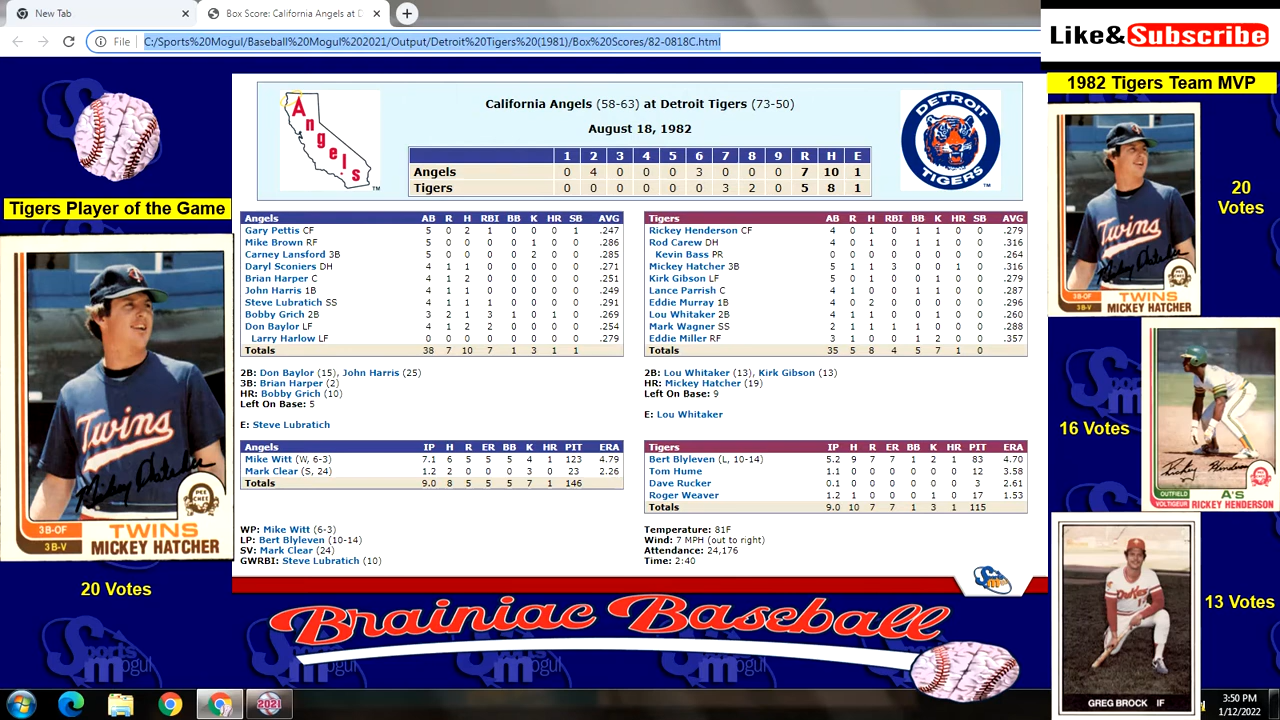 New Tab
Box Score: California Angels at D
File
C:/Sports%20Mogul/Baseball%20Mogul%202021/Output/Detroit%20Tigers%20(1981)/Box%20Scores/82-0818C.html
Like& Subscribe
1982 Tigers Team MVP
California Angels (58-63) at Detroit Tigers (73-50)
August 18, 1982
1 2 3 4 5 6 7 8 9 R H E
Angels 0 4 0 0 0 3 0 0 0 7 10 1
Tigers 0 0 0 0 0 0 3 2 0 5 8 1
Angels
DETROIT TIGERS
Tigers Player of the Game
Angels AB R H RBI BB K HR SB AVG
Gary Pettis CF 5 0 2 1 0 0 0 1 .247
Mike Brown RF 5 0 0 0 0 1 0 0 .286
Carney Lansford 3B 5 0 0 0 0 2 0 0 .285
Daryl Sconiers DH 4 1 1 0 0 0 0 0 .271
Brian Harper C 4 1 2 0 0 0 0 .251
John Harris 1B 4 1 1 0 0 0 0 .249
Steve Lubratich SS 4 1 1 1 0 0 0 0 .291
Bobby Grich 2B 3 1 1 0 1 0 .269
Don Baylor LF 4 1 2 0 0 0 0 .254
Larry Harlow LF 0 0 0 0 0 0 0 0 .279
Totals 38 7 10 7 1 3 1 1
2B: Don Baylor (15), John Harris (25)
3B: Brian Harper (2)
HR: Bobby Grich (10)
Left On Base: 5
E: Steve Lubratich
Tigers AB R H RBI BB K HR SB AVG
Rickey Henderson CF 4 0 1 0 1 1 0 0 .279
Rod Carew DH 4 0 1 0 1 1 0 0 .316
Kevin Bass PR 0 0 0 0 0 0 0 0 .264
Mickey Hatcher 3B 5 1 1 3 0 0 1 0 .316
Kirk Gibson LF 5 0 1 0 0 1 0 0 .279
Lance Parrish C 4 1 0 0 1 1 0 0 .287
Eddie Murray 1B 4 0 2 0 0 0 0 0 .296
Lou Whitaker 2B 4 1 1 0 0 0 0 0 .260
Mark Wagner SS 2 1 1 1 1 1 0 0 .288
Eddie Miller RF 3 1 0 0 1 2 0 0 .357
Totals 35 5 8 4 5 7 1 0
2B: Lou Whitaker (13), Kirk Gibson (13)
HR: Mickey Hatcher (19)
Left On Base: 9
E: Lou Whitaker
Angels IP H R ER BB K HR PIT ERA
Mike Witt (W, 6-3) 7.1 6 5 5 5 4 1 123 4.79
Mark Clear (S, 24) 1.2 2 0 0 0 3 0 23 2.26
Totals 9.0 8 5 5 5 7 1 146
WP: Mike Witt (6-3)
LP: Bert Blyleven (10-14)
SV: Mark Clear (24)
GWRBI: Steve Lubratich (10)
Tigers IP H R ER BB K HR PIT ERA
Bert Blyleven (L, 10-14) 5.2 9 7 7 1 2 1 83 4.70
Tom Hume 1.1 0 0 0 0 0 0 12 3.58
Dave Rucker 0.1 0 0 0 0 0 0 3 2.61
Roger Weaver 1.2 1 0 0 0 1 0 17 1.53
Totals 9.0 10 7 7 1 3 1 115
Temperature: 81F
Wind: 7 MPH (out to right)
Attendance: 24,176
Time: 2:40
Twins
Mickey Hatcher
O PEE CHEE
3B-OF
3B-V
TWINS
MICKEY HATCHER
20 Votes
Twins
O PEE CHEE
3B-OF
3B-V
TWINS
MICKEY HATCHER
20
Votes
16 Votes
Rickey Henderson
OUTFIELD
VOLTIGEUR
A'S
RICKEY HENDERSON
13 Votes
GREG BROCK IF
Brainiac Baseball
Sports Mogul
2021
3:50 PM
1/12/2022